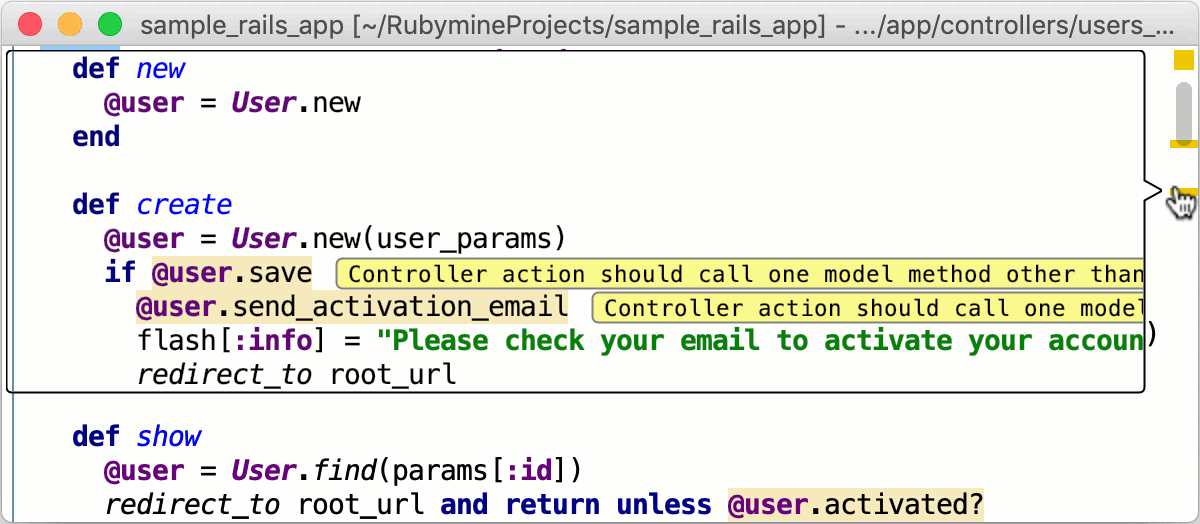 sample_rails_app [~/RubymineProjects/sample_rails_app] - .../app/controllers/users_...
def new
@user = User.new
end
def create
@user = User.new(user_params)
if @user.save Controller action should call one model method other than
@user.send_activation_email Controller action should call one model
flash[:info] = "Please check your email to activate your accoun)
redirect_to root_url
def show
@user = User.find(params[:id])
redirect_to root_url and return unless @user.activated?